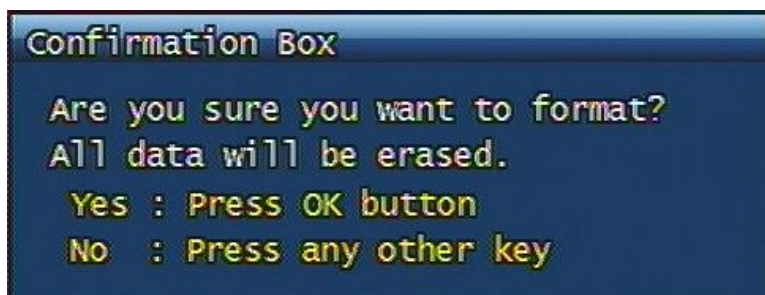 Confirmation Box
Are you sure you want to format?
All data will be erased.
Yes : Press OK button
No : Press any other key